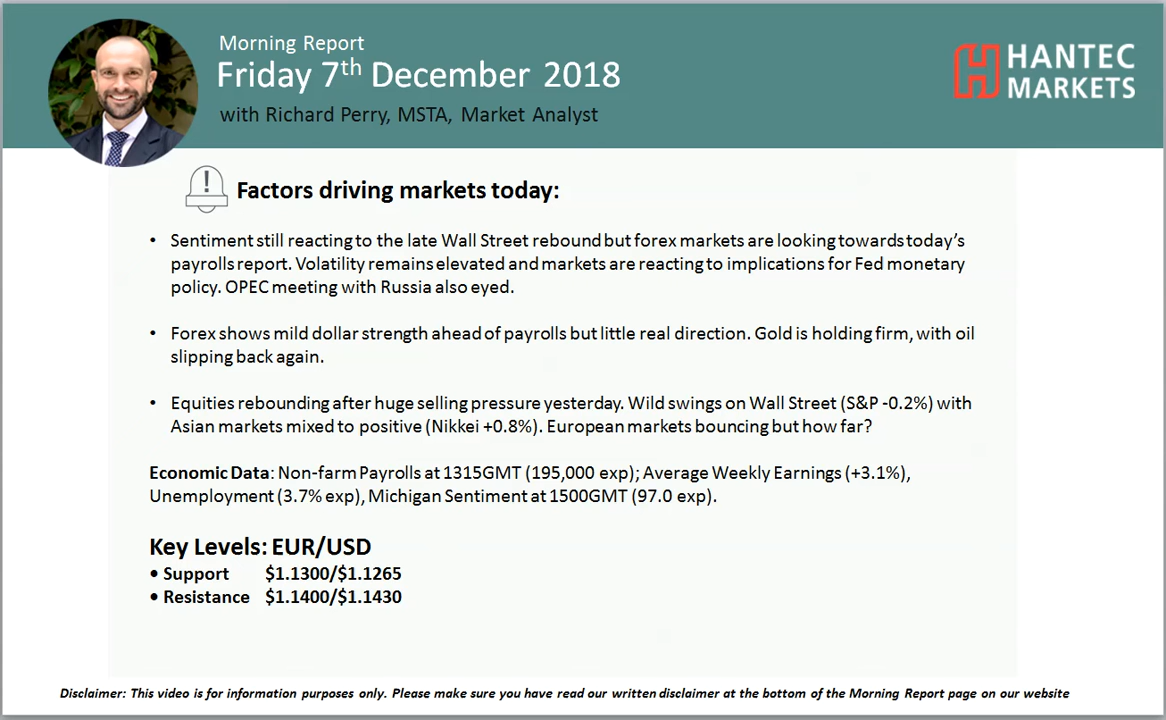 Morning Report
Friday 7th December 2018
with Richard Perry, MSTA, Market Analyst
HANTEC
MARKETS
Factors driving markets today:
• Sentiment still reacting to the late Wall Street rebound but forex markets are looking towards today’s
payrolls report. Volatility remains elevated and markets are reacting to implications for Fed monetary
policy. OPEC meeting with Russia also eyed.
• Forex shows mild dollar strength ahead of payrolls but little real direction. Gold is holding firm, with oil
slipping back again.
• Equities rebounding after huge selling pressure yesterday. Wild swings on Wall Street (S&P -0.2%) with
Asian markets mixed to positive (Nikkei +0.8%). European markets bouncing but how far?
Economic Data: Non-farm Payrolls at 1315GMT (195,000 exp); Average Weekly Earnings (+3.1%),
Unemployment (3.7% exp), Michigan Sentiment at 1500GMT (97.0 exp).
Key Levels: EUR/USD
• Support $1.1300/$1.1265
• Resistance $1.1400/$1.1430
Disclaimer: This video is for information purposes only. Please make sure you have read our written disclaimer at the bottom of the Morning Report page on our website